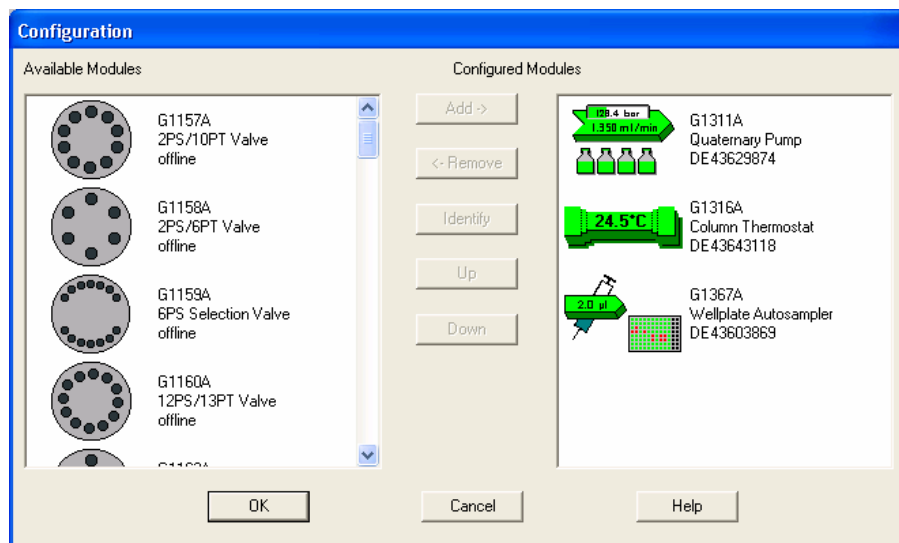 Configuration
Available Modules
Configured Modules
G1157A
2PS/10PT Valve
offline
G1158A
2PS/6PT Valve
offline
G1159A
6PS Selection Valve
offline
G1160A
12PS/13PT Valve
offline
Add ->
<- Remove
Identify
Up
Down
128.4 bar
1.350 ml/min
G1311A
Quaternary Pump
DE43629874
24.5°C
G1316A
Column Thermostat
DE43643118
2.0 µl
G1367A
Wellplate Autosampler
DE43603869
OK
Cancel
Help